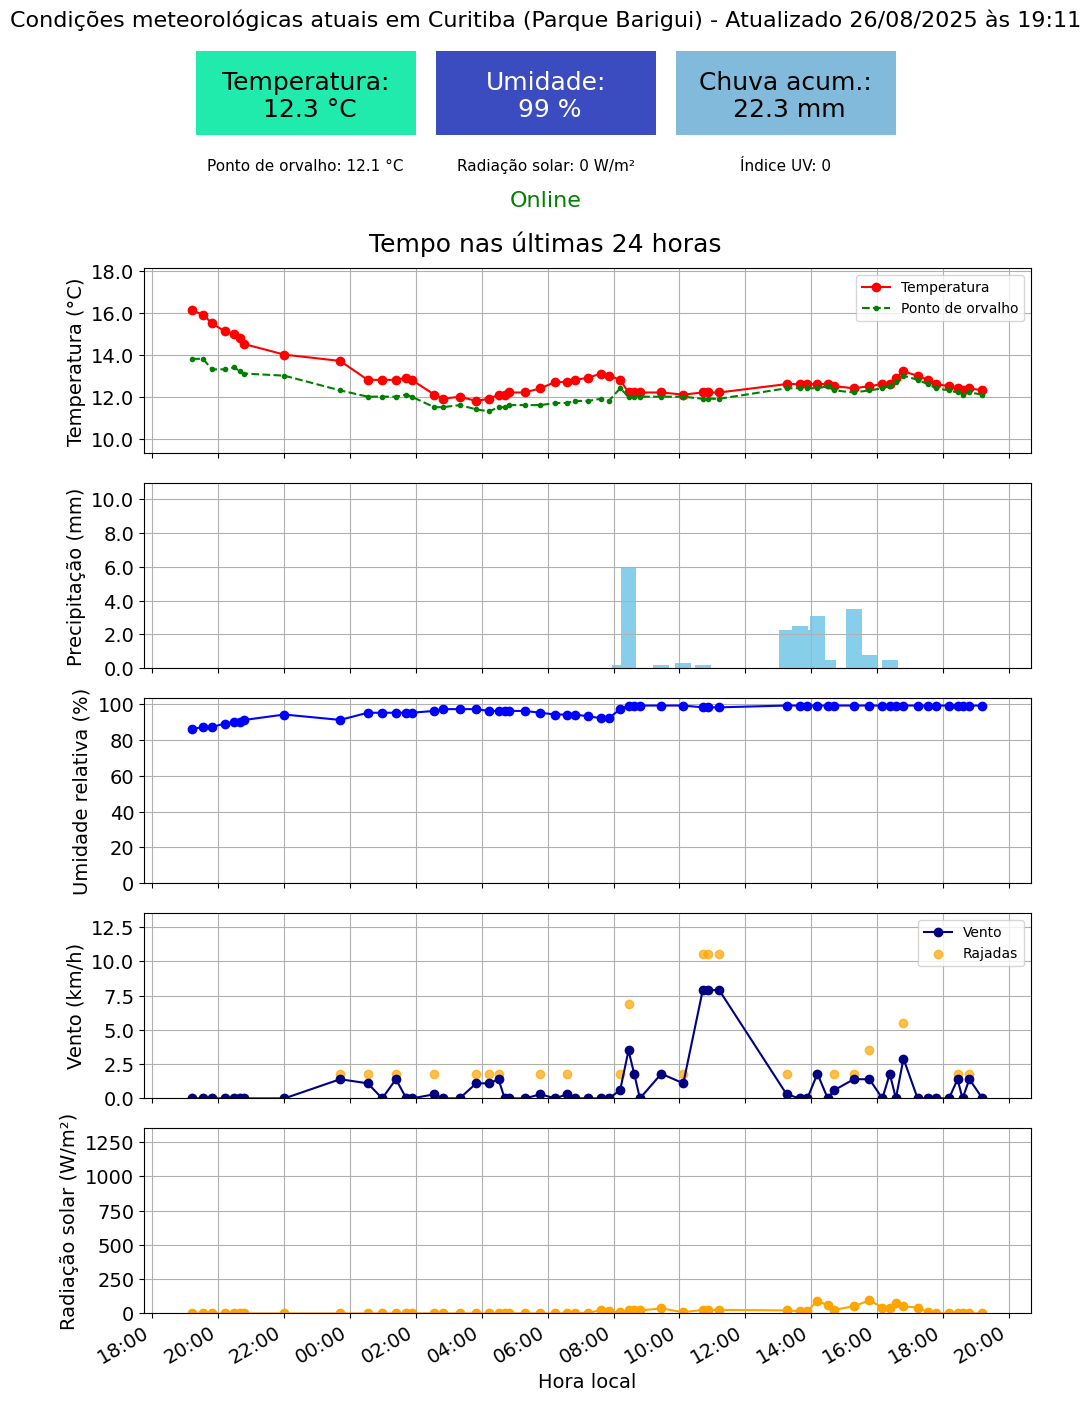 Condições meteorológicas atuais em Curitiba (Parque Barigui) - Atualizado 26/08/2025 às 19:11
Temperatura:
12.3 °C
Umidade:
99 %
Chuva acum.:
22.3 mm
Ponto de orvalho: 12.1 °C
Radiação solar: 0 W/m²
Índice UV: 0
Online
Tempo nas últimas 24 horas
Temperatura (°C)
18.0
16.0
14.0
12.0
10.0
Temperatura
Ponto de orvalho
Precipitação (mm)
10.0
8.0
6.0
4.0
2.0
0.0
Umidade relativa (%)
100
80
60
40
20
0
Vento (km/h)
12.5
10.0
7.5
5.0
2.5
0.0
Vento
Rajadas
Radiação solar (W/m²)
1250
1000
750
500
250
0
18:00
20:00
22:00
00:00
02:00
04:00
06:00
08:00
10:00
12:00
14:00
16:00
18:00
20:00
Hora local